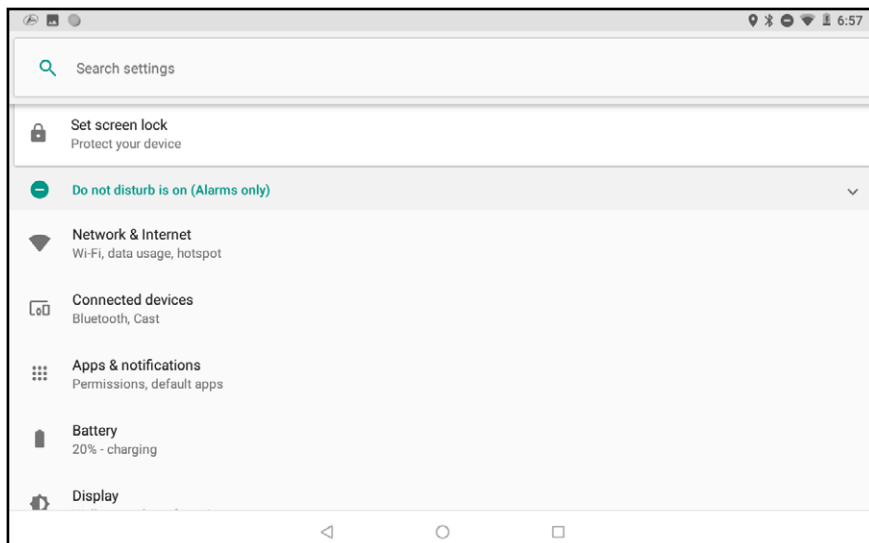 6:57
Search settings
Set screen lock
Protect your device
Do not disturb is on (Alarms only)
Network & Internet
Wi-Fi, data usage, hotspot
Connected devices
Bluetooth, Cast
Apps & notifications
Permissions, default apps
Battery
20% - charging
Display